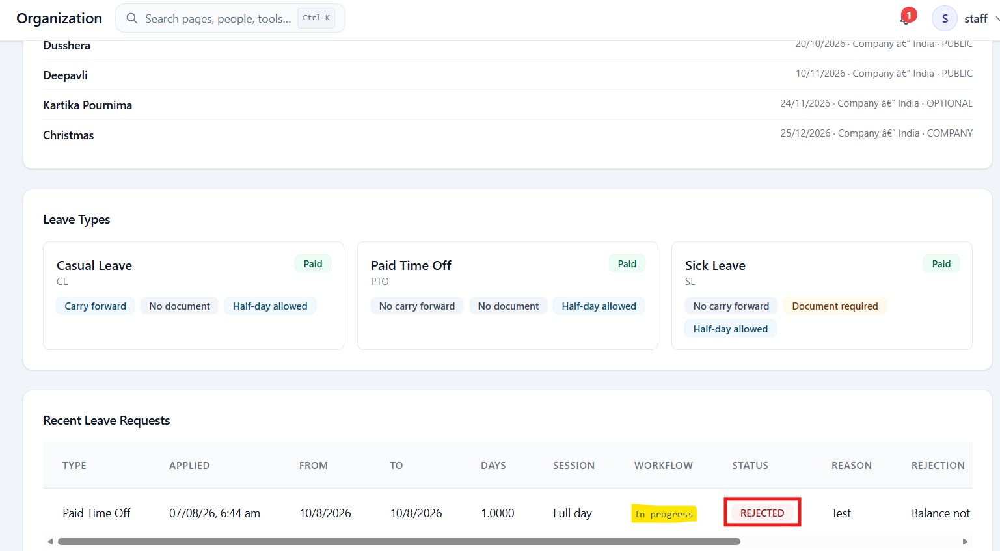 Organization
Search pages, people, tools... Ctrl K
1
S staff
Dusshera 20/10/2026 · Company â€” India · PUBLIC
Deepavli 10/11/2026 · Company â€” India · PUBLIC
Kartika Pournima 24/11/2026 · Company â€” India · OPTIONAL
Christmas 25/12/2026 · Company â€” India · COMPANY
Leave Types
Casual Leave Paid
CL
Carry forward No document Half-day allowed
Paid Time Off Paid
PTO
No carry forward No document Half-day allowed
Sick Leave Paid
SL
No carry forward Document required
Half-day allowed
Recent Leave Requests
TYPE APPLIED FROM TO DAYS SESSION WORKFLOW STATUS REASON REJECTION
Paid Time Off 07/08/26, 6:44 am 10/8/2026 10/8/2026 1.0000 Full day In progress REJECTED Test Balance not